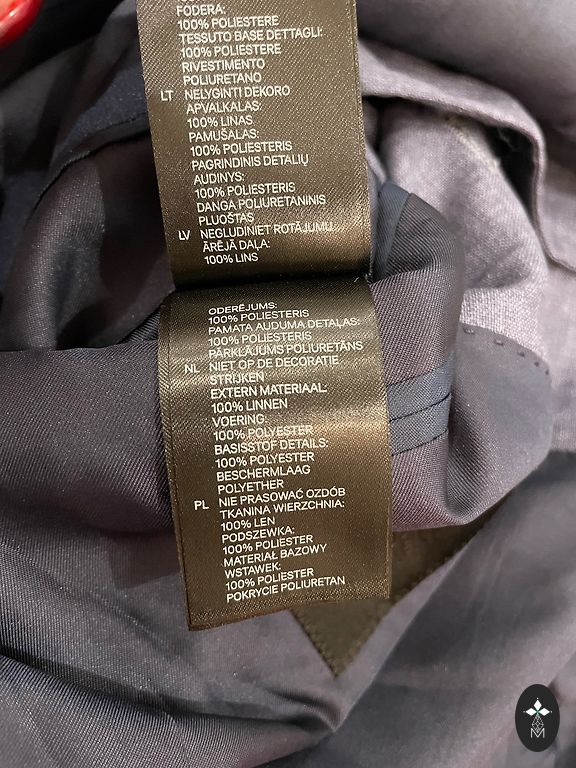 FODERA:
100% POLIESTERE
TESSUTO BASE DETTAGLI:
100% POLIESTERE
RIVESTIMENTO
POLIURETANO
LT NELYGINTI DEKORO
APVALKALAS:
100% LINAS
PAMUŠALAS:
100% POLIESTERIS
PAGRINDINIS DETALIŲ
AUDINYS:
100% POLIESTERIS
DANGA POLIURETANINIS
PLUOŠTAS
LV NEGLUDINIET ROTĀJUMU
ĀRĒJĀ DAĻA:
100% LINS
ODERĒJUMS:
100% POLIESTERIS
PAMATA AUDUMA DETAĻAS:
100% POLIESTERIS
PĀRKLĀJUMS POLIURETĀNS
NL NIET OP DE DECORATIE
STRIJKEN
EXTERN MATERIAAL:
100% LINNEN
VOERING:
100% POLYESTER
BASISSTOF DETAILS:
100% POLYESTER
BESCHERMLAAG
POLYETHER
PL NIE PRASOWAĆ OZDÓB
TKANINA WIERZCHNIA:
100% LEN
PODSZEWKA:
100% POLIESTER
MATERIAŁ BAZOWY
WSTAWEK:
100% POLIESTER
POKRYCIE POLIURETAN
M